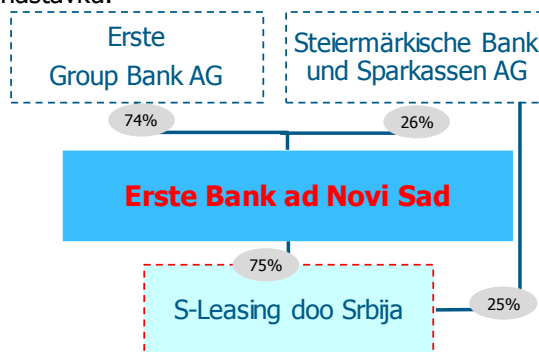 nastavku.
Erste
Group Bank AG
Steiermärkische Bank
und Sparkassen AG
74%
26%
Erste Bank ad Novi Sad
75%
S-Leasing doo Srbija
25%